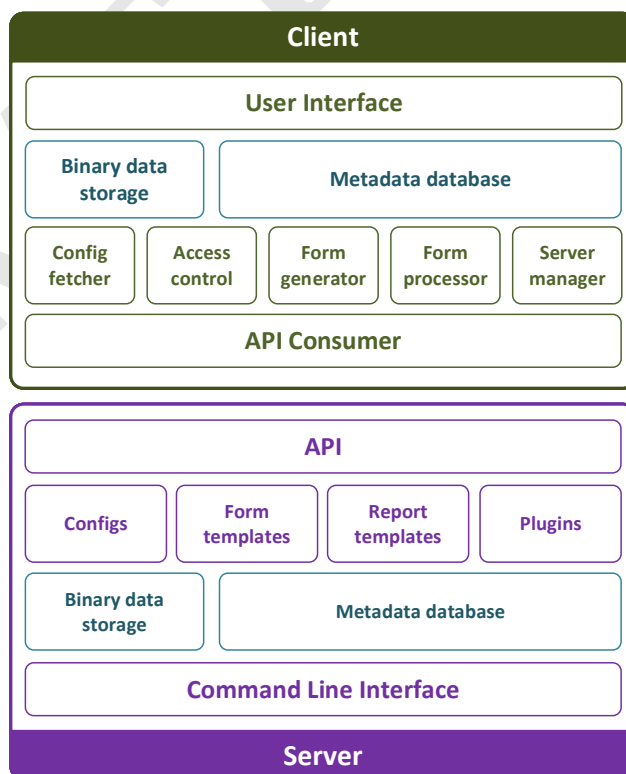 Client
User Interface
Binary data
storage
Metadata database
Config
fetcher
Access
control
Form
generator
Form
processor
Server
manager
API Consumer
API
Configs
Form
templates
Report
templates
Plugins
Binary data
storage
Metadata database
Command Line Interface
Server